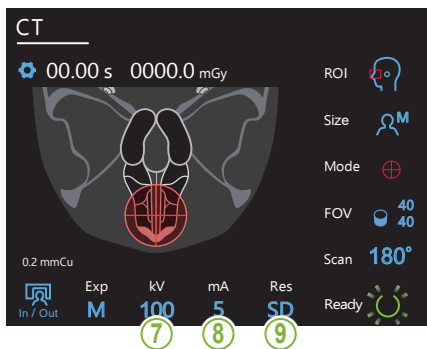 CT
00.00 s 0000.0 mGy
ROI
Size M
Mode
FOV 40
40
0.2 mmCu
Scan 180°
Exp kV mA Res
In / Out M 100 5 SD
Ready
7 8 9